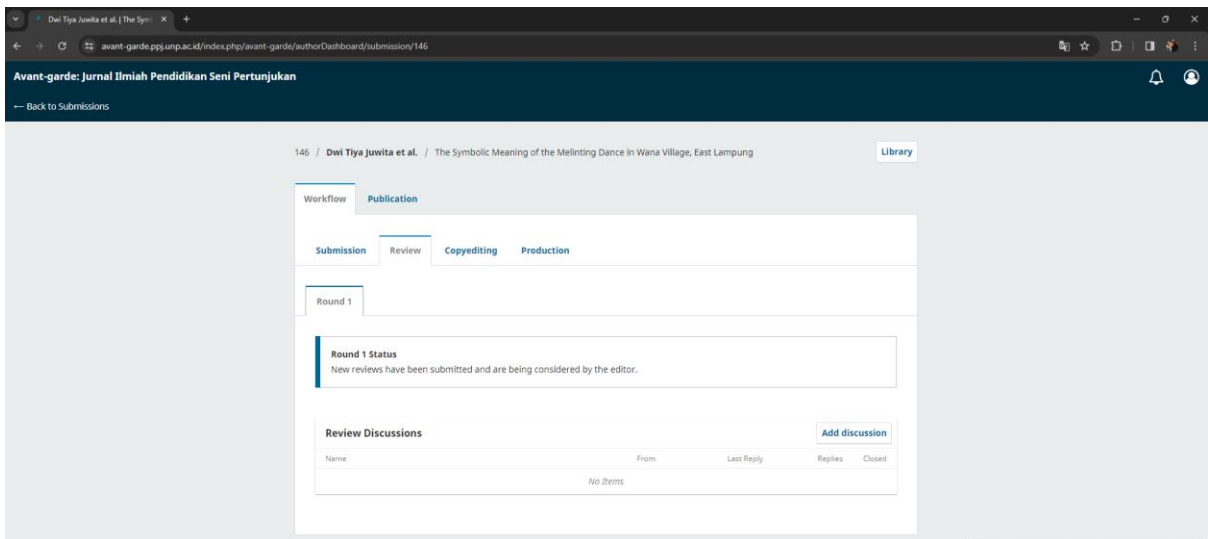 Dwi Tiya Juwita et al. | The Sym
avant-garde.ppj.unp.ac.id/index.php/avant-garde/authorDashboard/submission/146
Avant-garde: Jurnal Ilmiah Pendidikan Seni Pertunjukan
← Back to Submissions
146 / Dwi Tiya Juwita et al. / The Symbolic Meaning of the Melinting Dance in Wana Village, East Lampung
Library
Workflow Publication
Submission Review Copyediting Production
Round 1
Round 1 Status
New reviews have been submitted and are being considered by the editor.
Review Discussions Add discussion
Name From Last Reply Replies Closed
No Items